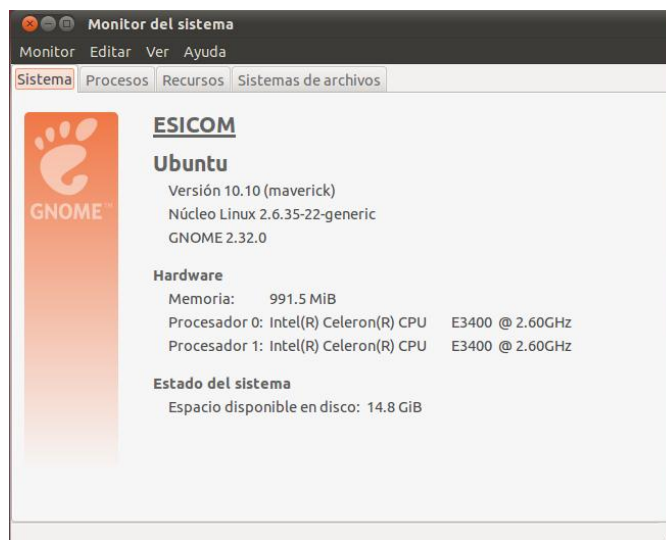 Monitor del sistema
Monitor Editar Ver Ayuda
Sistema Procesos Recursos Sistemas de archivos
GNOME™
ESICOM
Ubuntu
Versión 10.10 (maverick)
Núcleo Linux 2.6.35-22-generic
GNOME 2.32.0
Hardware
Memoria: 991.5 MiB
Procesador 0: Intel(R) Celeron(R) CPU E3400 @ 2.60GHz
Procesador 1: Intel(R) Celeron(R) CPU E3400 @ 2.60GHz
Estado del sistema
Espacio disponible en disco: 14.8 GiB